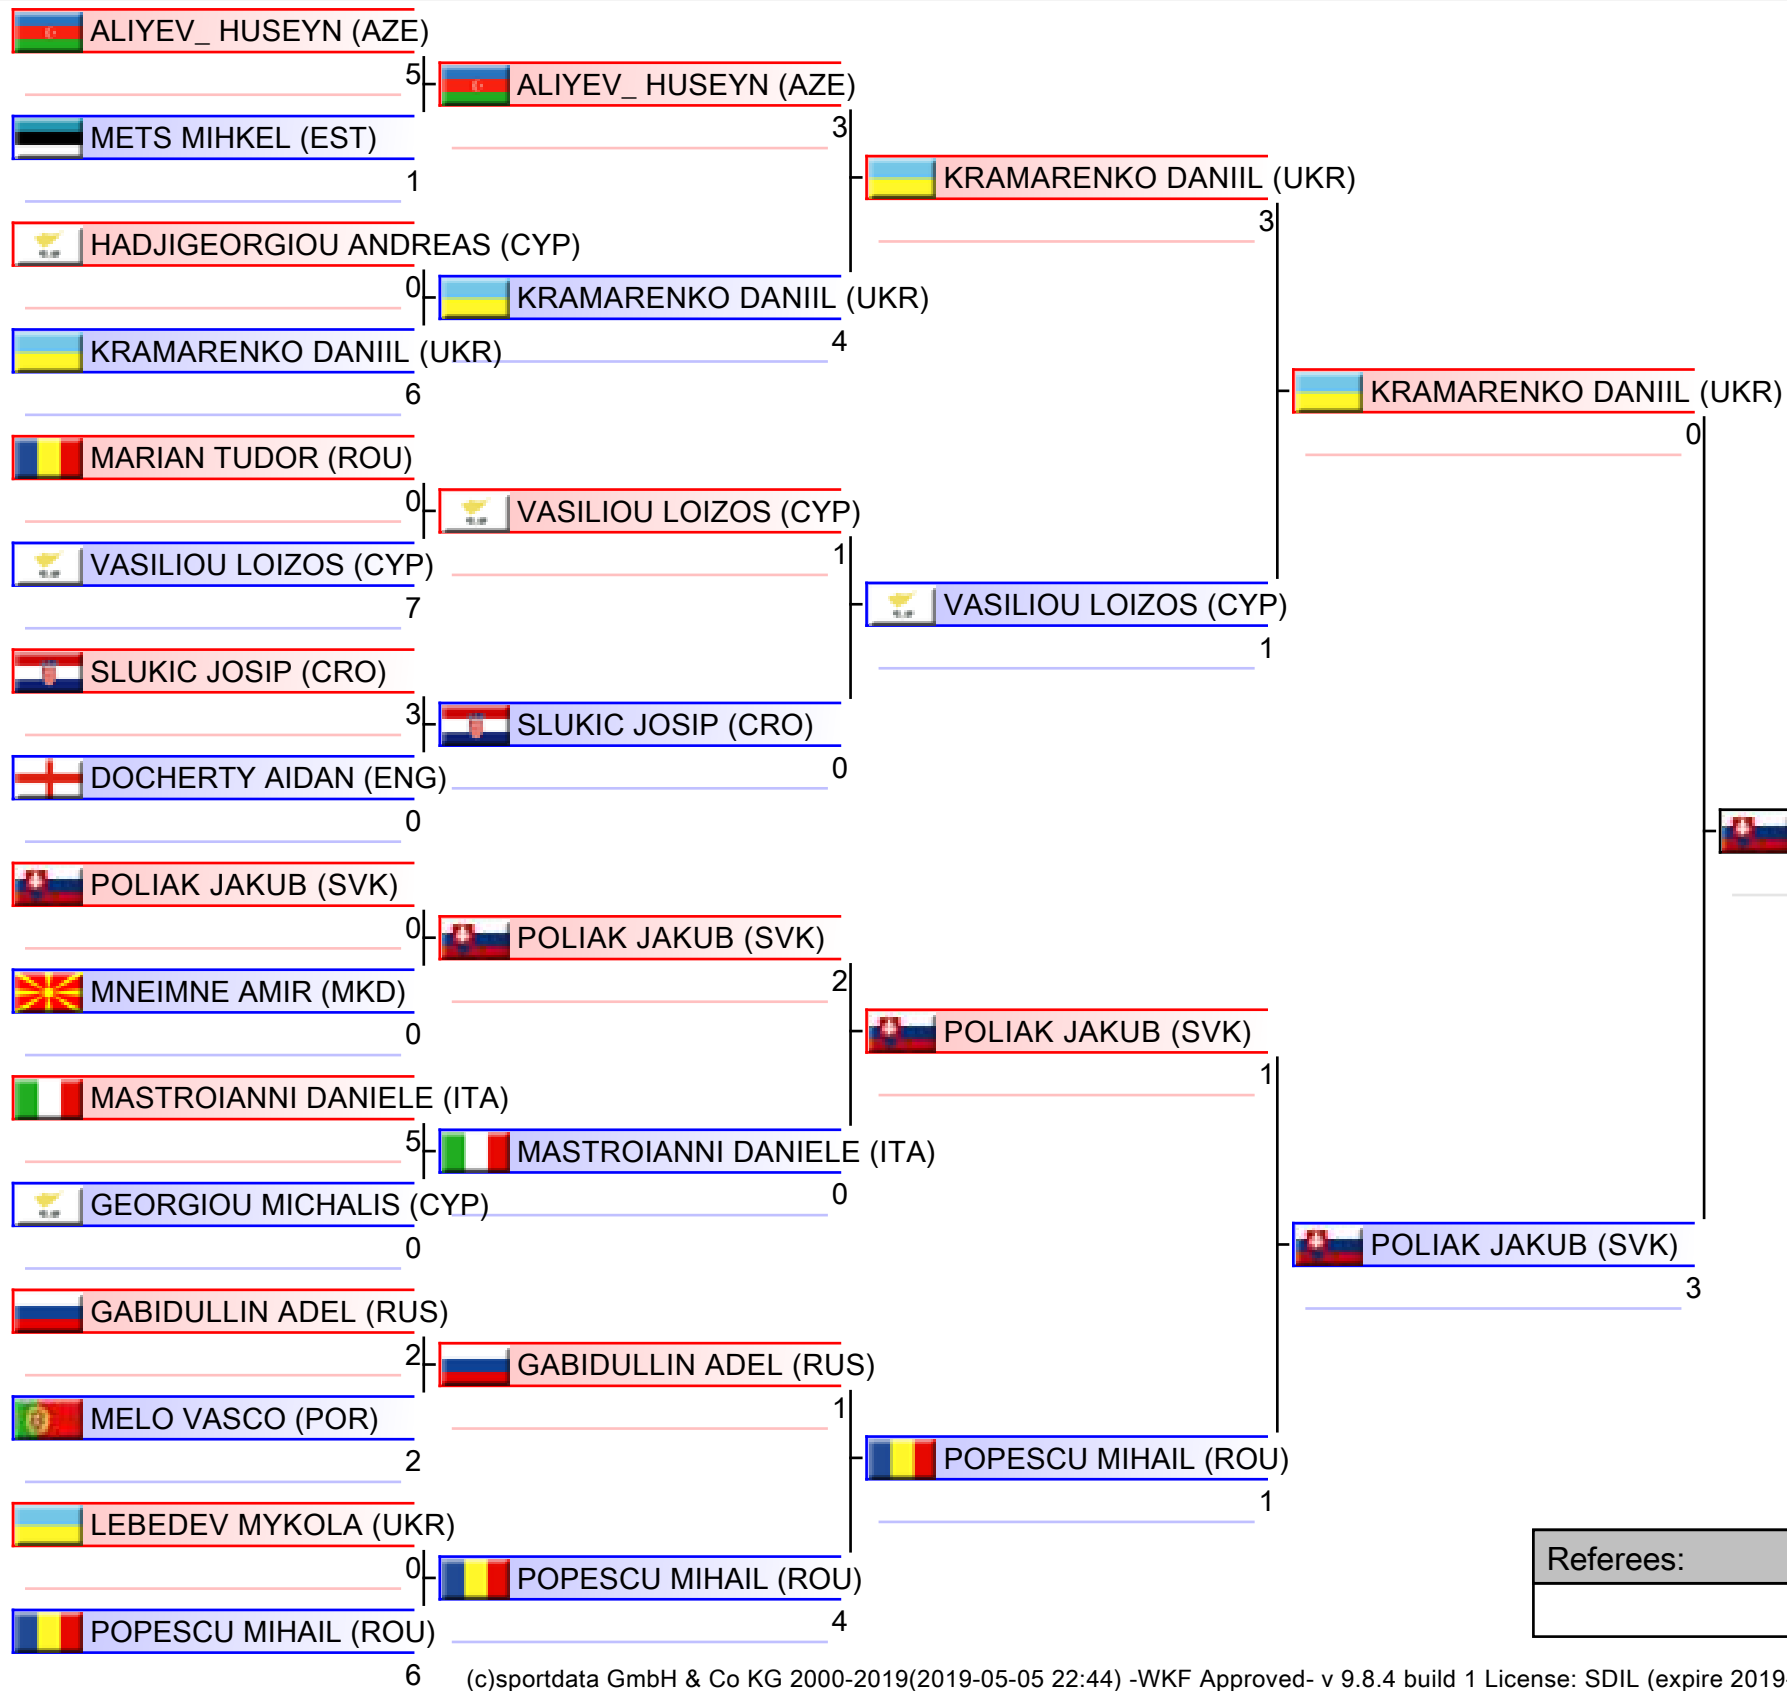 ALIYEV_ HUSEYN (AZE)
5
METS MIHKEL (EST)
1
HADJIGEORGIOU ANDREAS (CYP)
0
KRAMARENKO DANIIL (UKR)
6
MARIAN TUDOR (ROU)
0
VASILIOU LOIZOS (CYP)
7
SLUKIC JOSIP (CRO)
3
DOCHERTY AIDAN (ENG)
0
POLIAK JAKUB (SVK)
0
MNEIMNE AMIR (MKD)
0
MASTROIANNI DANIELE (ITA)
5
GEORGIOU MICHALIS (CYP)
0
GABIDULLIN ADEL (RUS)
2
MELO VASCO (POR)
2
LEBEDEV MYKOLA (UKR)
0
POPESCU MIHAIL (ROU)
6
ALIYEV_ HUSEYN (AZE)
3
KRAMARENKO DANIIL (UKR)
4
VASILIOU LOIZOS (CYP)
1
SLUKIC JOSIP (CRO)
0
POLIAK JAKUB (SVK)
2
MASTROIANNI DANIELE (ITA)
0
GABIDULLIN ADEL (RUS)
1
POPESCU MIHAIL (ROU)
4
KRAMARENKO DANIIL (UKR)
3
VASILIOU LOIZOS (CYP)
1
POLIAK JAKUB (SVK)
1
POPESCU MIHAIL (ROU)
1
KRAMARENKO DANIIL (UKR)
0
POLIAK JAKUB (SVK)
3
Referees:
(c)sportdata GmbH & Co KG 2000-2019(2019-05-05 22:44) -WKF Approved- v 9.8.4 build 1 License: SDIL (expire 2019-